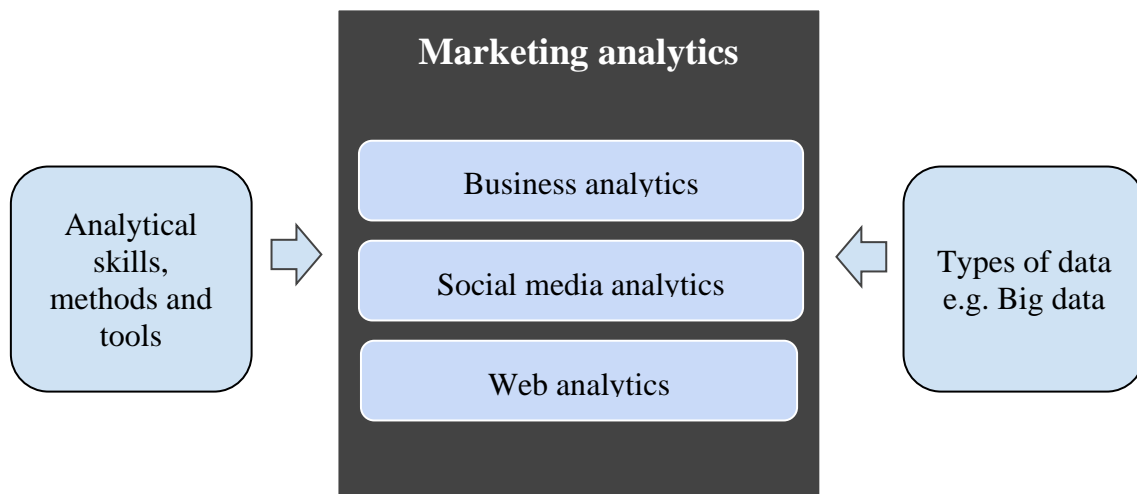 Marketing analytics
Business analytics
Social media analytics
Web analytics
Analytical
skills,
methods and
tools
Types of data
e.g. Big data